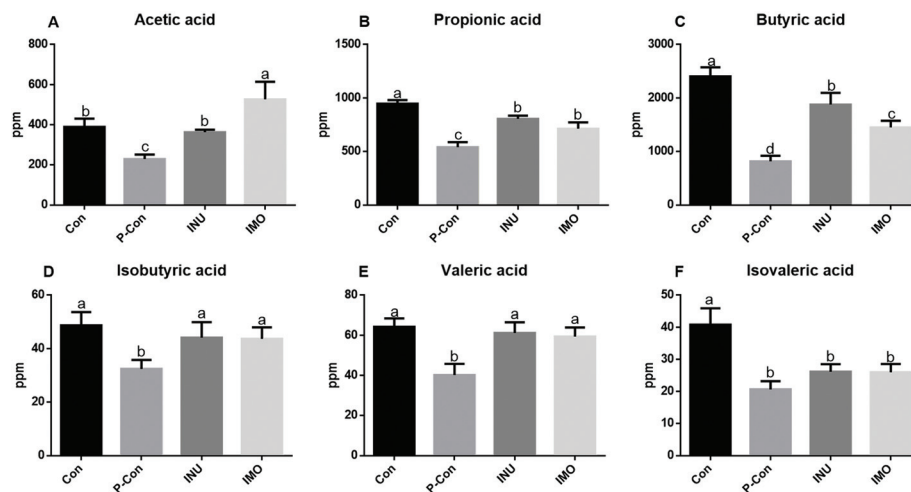 A Acetic acid
800
600
400
200
0
ppm
b
c
b
a
Con
P-Con
INU
IMO
B Propionic acid
1500
1000
500
0
ppm
a
c
b
b
Con
P-Con
INU
IMO
C Butyric acid
3000
2000
1000
0
ppm
a
d
b
c
Con
P-Con
INU
IMO
D Isobutyric acid
60
40
20
0
ppm
a
b
a
a
Con
P-Con
INU
IMO
E Valeric acid
80
60
40
20
0
ppm
a
b
a
a
Con
P-Con
INU
IMO
F Isovaleric acid
50
40
30
20
10
0
ppm
a
b
b
b
Con
P-Con
INU
IMO